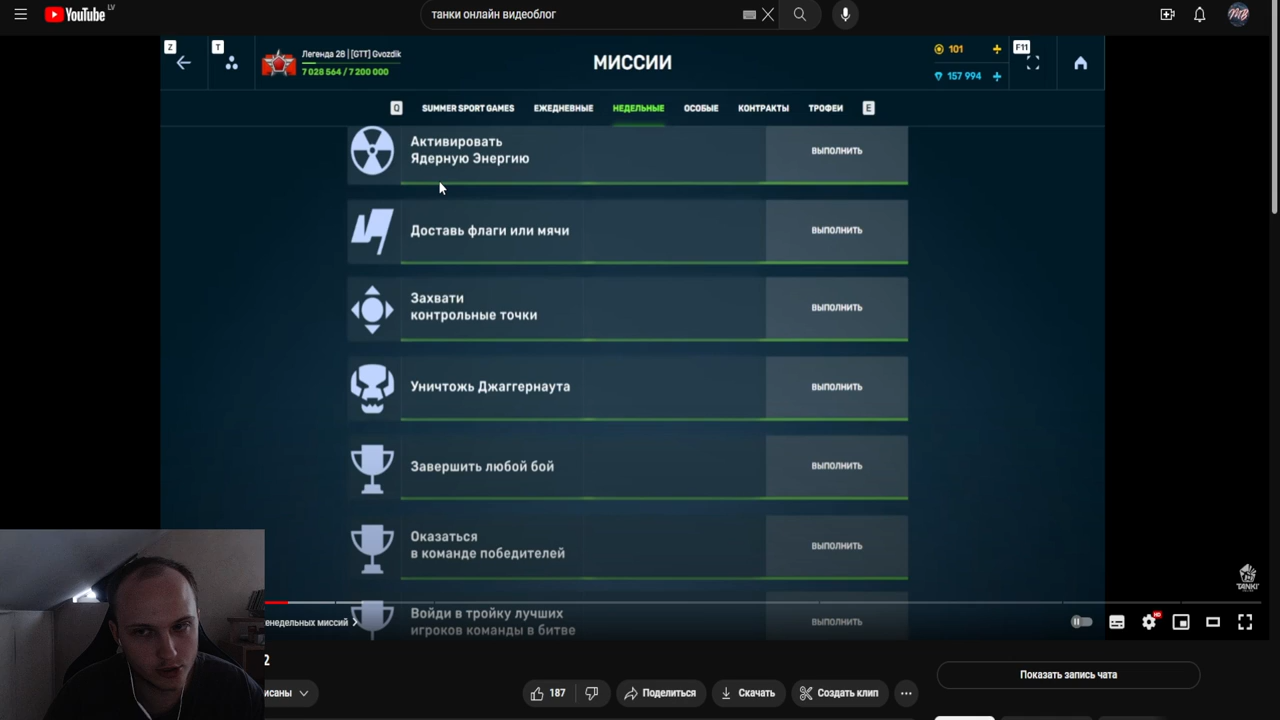 YouTube LV
танки онлайн видеоблог
Z
T
Легенда 28 | [GTT] Gvozdik
7 028 564 / 7 200 000
МИССИИ
101
157 994
F11
Q
SUMMER SPORT GAMES
ЕЖЕДНЕВНЫЕ
НЕДЕЛЬНЫЕ
ОСОБЫЕ
КОНТРАКТЫ
ТРОФЕИ
E
Активировать
Ядерную Энергию
ВЫПОЛНИТЬ
Доставь флаги или мячи
ВЫПОЛНИТЬ
Захвати
контрольные точки
ВЫПОЛНИТЬ
Уничтожь Джаггернаута
ВЫПОЛНИТЬ
Завершить любой бой
ВЫПОЛНИТЬ
Оказаться
в команде победителей
ВЫПОЛНИТЬ
Войди в тройку лучших
игроков команды в битве
ВЫПОЛНИТЬ
TANKI
енедельных миссий
HD
2
Показать запись чата
исаны
187
Поделиться
Скачать
Создать клип